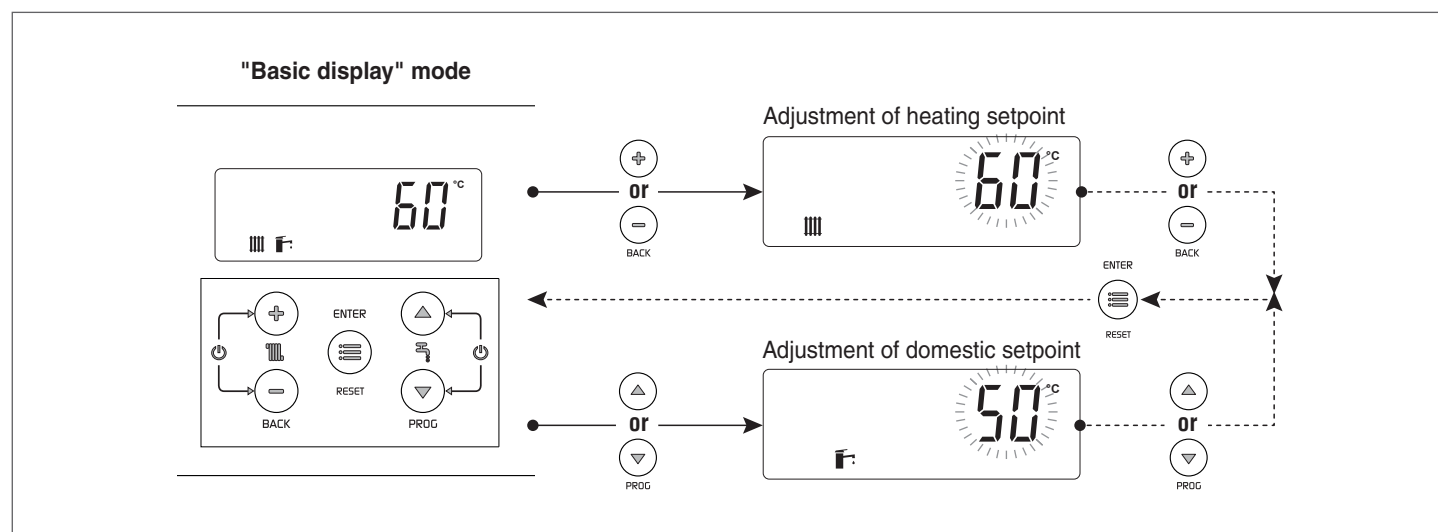 "Basic display" mode
60 °C
ENTER
RESET
BACK
PROG
or
BACK
Adjustment of heating setpoint
60 °C
or
BACK
ENTER
RESET
or
PROG
Adjustment of domestic setpoint
50 °C
or
PROG